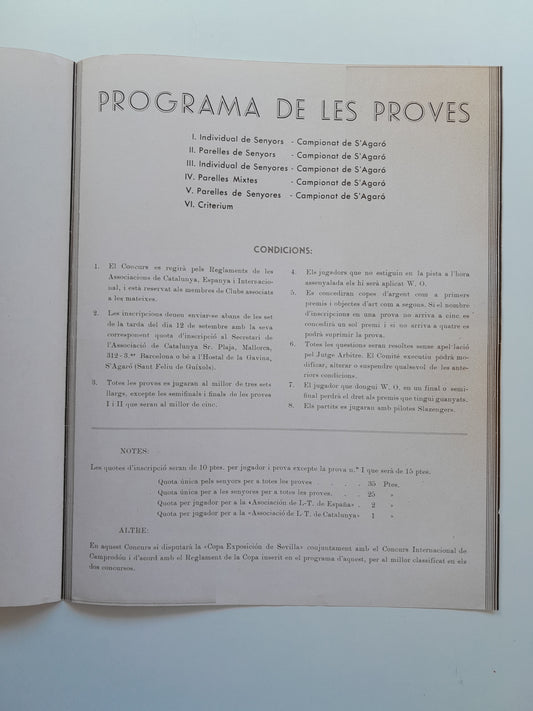 PROGRAMA DE LES PROVES
I. Individual de Senyors - Campionat de S'Agaró
II. Parelles de Senyors - Campionat de S'Agaró
III. Individual de Senyores - Campionat de S'Agaró
IV. Parelles Mixtes - Campionat de S'Agaró
V. Parelles de Senyores - Campionat de S'Agaró
VI. Criterium
CONDICIONS:
1. El Concurs es regirà pels Reglaments de les
Associacions de Catalunya, Espanya i Internacio-
nal, i està reservat als membres de Clubs associats
a les mateixes.
2. Les inscripcions deuen enviar-se abans de les set
de la tarda del dia 12 de setembre amb la seva
corresponent quota d'inscripció al Secretari de
l'Associació de Catalunya Sr. Plaja, Mallorca,
312 - 3.er Barcelona o bé a l'Hostal de la Gavina,
S'Agaró (Sant Feliu de Guíxols).
3. Totes les proves es jugaran al millor de tres sets
llargs, excepte les semifinals i finals de les proves
I i II que seran al millor de cinc.
4. Els jugadors que no estiguin en la pista a l'hora
assenyalada els hi serà aplicat W. O.
5. Es concediran copes d'argent com a primers
premis i objectes d'art com a segons. Si el nombre
d'inscripcions en una prova no arriva a cinc es
concedirà un sol premi i si no arriva a quatre es
podrà suprimir la prova.
6. Totes les questions seran resoltes sense apel·lació
pel Jutge Arbitre. El Comitè executiu podrà mo-
dificar, alterar o suspendre qualsevol de les ante-
riors condicions.
7. El jugador que dongui W. O. en un final o semi-
final perdrà el dret als premis que tingui guanyats.
8. Els partits es jugaran amb pilotes Slazengers.
NOTES:
Les quotes d'inscripció seran de 10 ptes. per jugador i prova excepte la prova n.º I que serà de 15 ptes.
Quota única pels senyors per a totes les proves . . . . 35 Ptes.
Quota única per a les senyores per a totes les proves. . . 25 »
Quota per jugador per a la «Asociación de L-T. de España» . 2 »
Quota per jugador per a la «Associació de L T. de Catalunya» 1 »
ALTRE:
En aquest Concurs si disputarà la «Copa Exposición de Sevilla» conjuntament amb el Concurs Internacional de
Camprodón i d'acord amb el Reglament de la Copa inserit en el programa d'aquest, per al millor classificat en els
dos concursos.